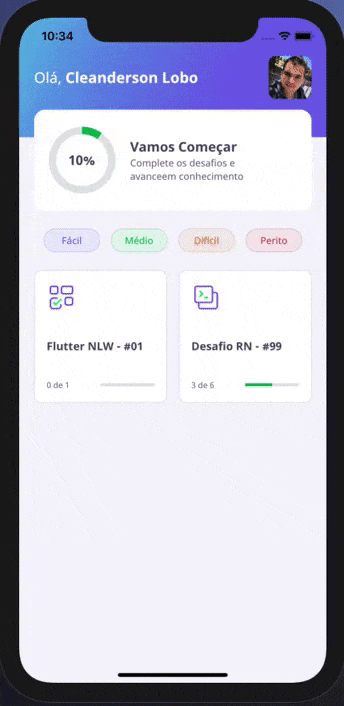 10:34
Olá, Cleanderson Lobo
10%
Vamos Começar
Complete os desafios e
avanceem conhecimento
Fácil
Médio
Difícil
Perito
Flutter NLW - #01
Desafio RN - #99
0 de 1
3 de 6